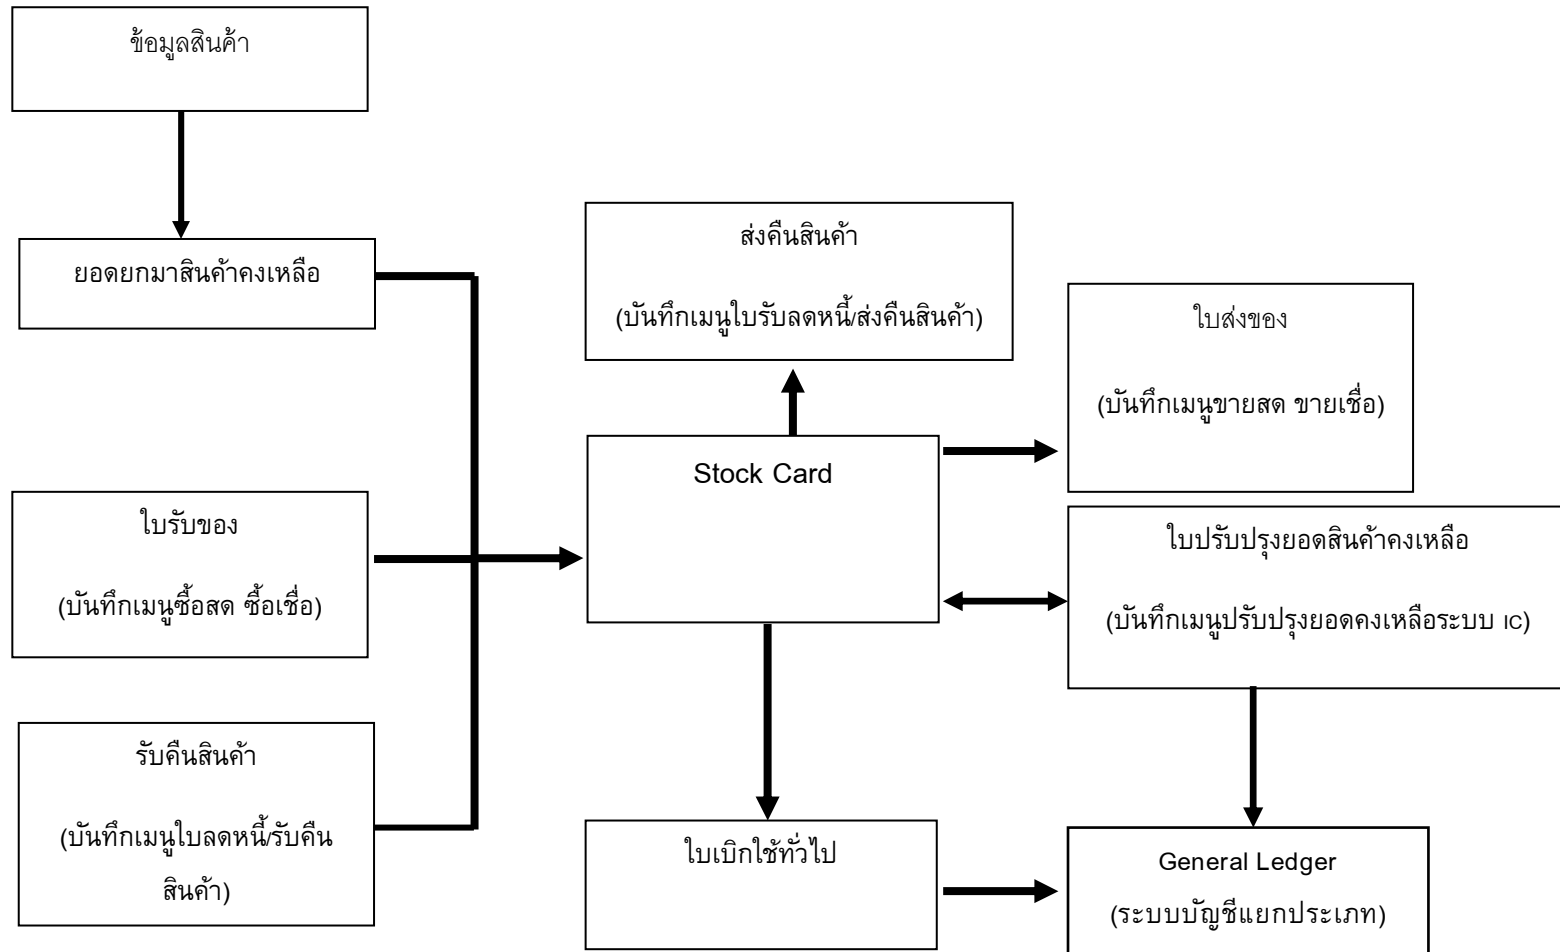 ข้อมูลสินค้า
ยอดยกมาสินค้าคงเหลือ
ส่งคืนสินค้า
(บันทึกเมนูใบรับลดหนี้/ส่งคืนสินค้า)
ใบส่งของ
(บันทึกเมนูขายสด ขายเชื่อ)
Stock Card
ใบรับของ
(บันทึกเมนูซื้อสด ซื้อเชื่อ)
ใบปรับปรุงยอดสินค้าคงเหลือ
(บันทึกเมนูปรับปรุงยอดคงเหลือระบบ IC)
รับคืนสินค้า
(บันทึกเมนูใบลดหนี้/รับคืน
สินค้า)
ใบเบิกใช้ทั่วไป
General Ledger
(ระบบบัญชีแยกประเภท)